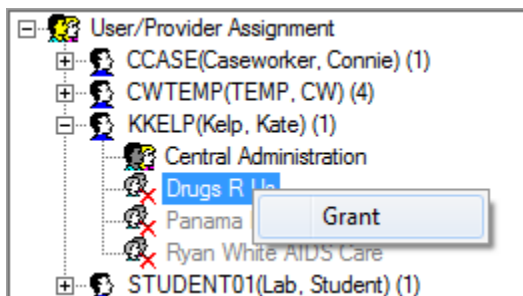 User/Provider Assignment
CCASE(Caseworker, Connie) (1)
CWTEMP(TEMP, CW) (4)
KKELP(Kelp, Kate) (1)
Central Administration
Drugs R Us
Panama
Grant
Ryan White AIDS Care
STUDENT01(Lab, Student) (1)